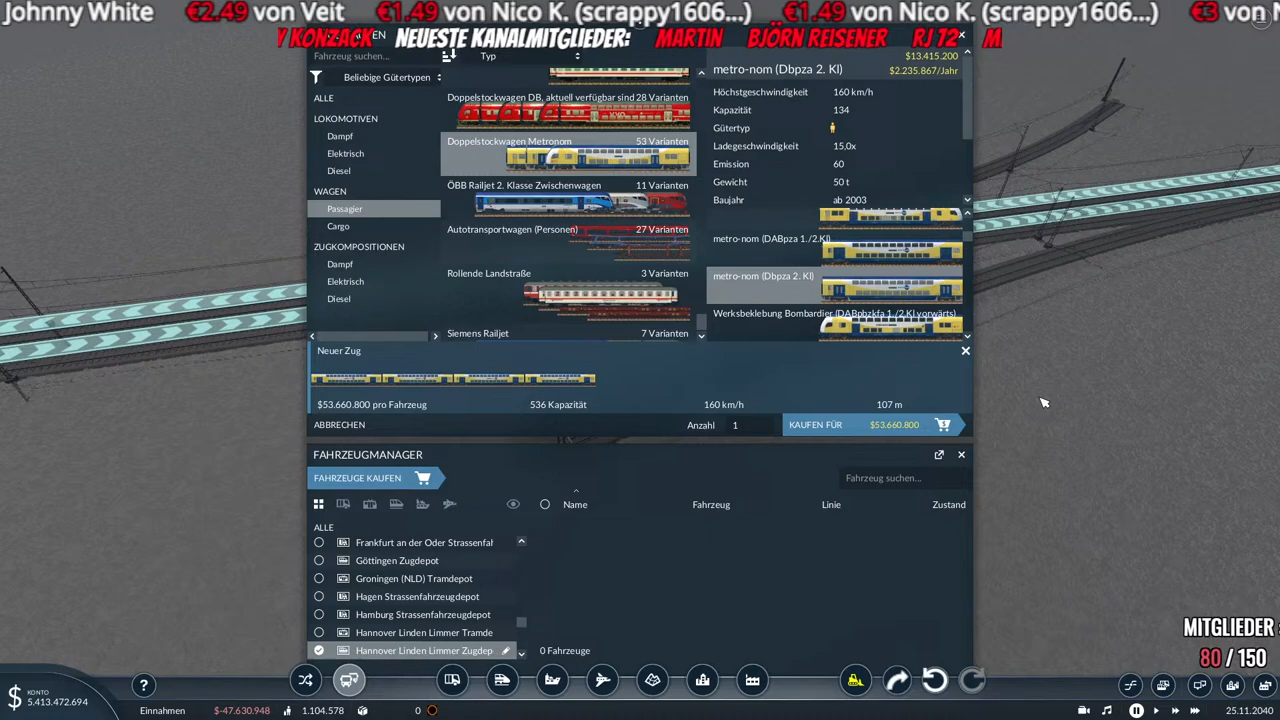 Johnny White €2.49 von Veit €1.49 von Nico K. (scrappy1606...) €1.49 von Nico K. (scrappy1606...) €3 von N
Y KONZACK NEUESTE KANALMITGLIEDER: MARTIN BJÖRN REISENER RJ 72 M
Fahrzeug suchen... Typ
Beliebige Gütertypen
ALLE
LOKOMOTIVEN
Dampf
Elektrisch
Diesel
WAGEN
Passagier
Cargo
ZUGKOMPOSITIONEN
Dampf
Elektrisch
Diesel
Doppelstockwagen DB, aktuell verfügbar sind 28 Varianten
Doppelstockwagen Metronom 53 Varianten
ÖBB Railjet 2. Klasse Zwischenwagen 11 Varianten
Autotransportwagen (Personen) 27 Varianten
Rollende Landstraße 3 Varianten
Siemens Railjet 7 Varianten
$13.415.200
metro-nom (Dbpza 2. Kl) $2.235.867/Jahr
Höchstgeschwindigkeit 160 km/h
Kapazität 134
Gütertyp
Ladegeschwindigkeit 15,0x
Emission 60
Gewicht 50 t
Baujahr ab 2003
metro-nom (DABpza 1./2.Kl)
metro-nom (Dbpza 2. Kl)
Werksbeklebung Bombardier (DABpbzkfa 1./2.Kl vorwärts)
Neuer Zug
$53.660.800 pro Fahrzeug 536 Kapazität 160 km/h 107 m
ABBRECHEN Anzahl 1 KAUFEN FÜR $53.660.800
FAHRZEUGMANAGER
FAHRZEUGE KAUFEN Fahrzeug suchen...
Name Fahrzeug Linie Zustand
ALLE
Frankfurt an der Oder Strassenfal
Göttingen Zugdepot
Groningen (NLD) Tramdepot
Hagen Strassenfahrzeugdepot
Hamburg Strassenfahrzeugdepot
Hannover Linden Limmer Tramde
Hannover Linden Limmer Zugdep 0 Fahrzeuge
MITGLIEDER
80 / 150
$ KONTO
5.413.472.694
?
Einnahmen $-47.630.948 1.104.578 0 25.11.2040